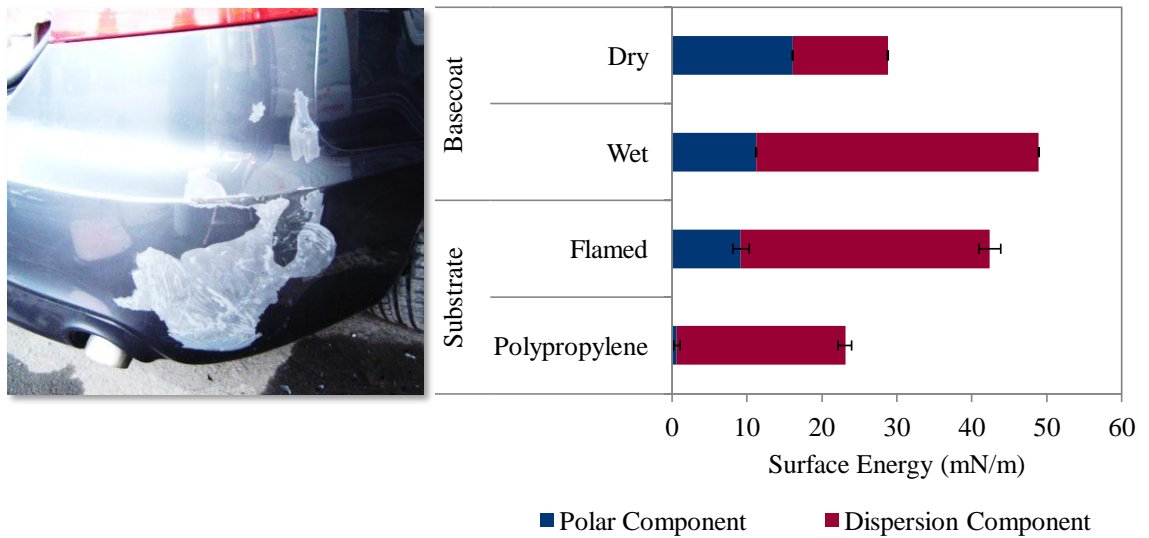 Basecoat
Dry
Wet
Substrate
Flamed
Polypropylene
0 10 20 30 40 50 60
Surface Energy (mN/m)
Polar Component Dispersion Component